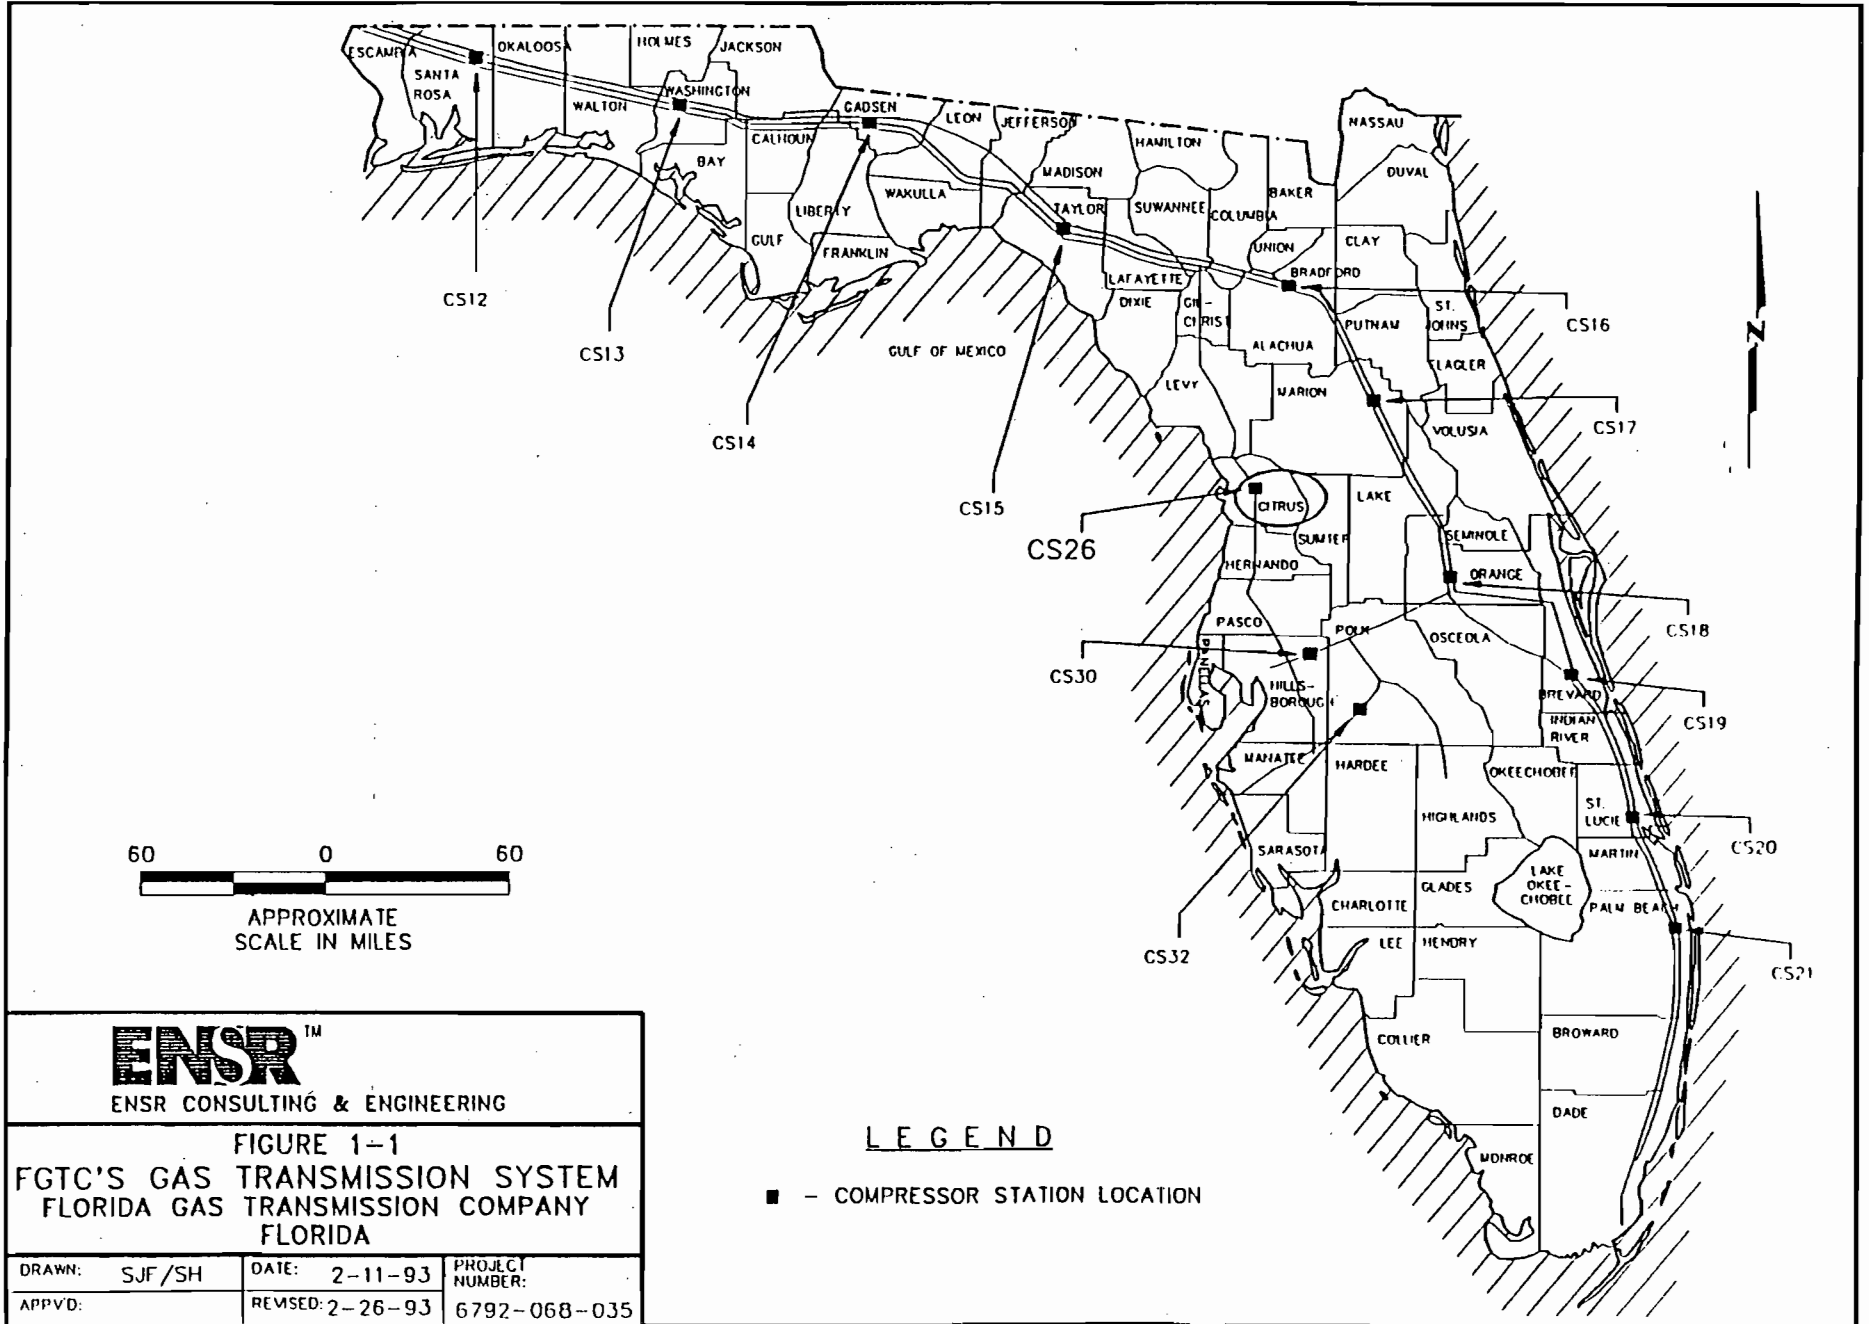 ESCAMBIA
OKALOOSA
HOLMES
JACKSON
SANTA
ROSA
WALTON
WASHINGTON
GADSEN
LEON
JEFFERSON
HAMILTON
NASSAU
DUVAL
CALHOUN
BAY
MADISON
BAKER
WAKULLA
TAYLOR
SUWANNEE
COLUMBIA
LIBERTY
GULF
FRANKLIN
UNION
CLAY
LAFAYETTE
BRADFORD
DIXIE
GIL-
CHRIST
PUTNAM
ST.
JOHNS
ALACHUA
FLAGLER
GULF OF MEXICO
LEVY
MARION
VOLUSIA
CS12
CS13
CS14
CS15
CS16
CS17
N
CITRUS
LAKE
SUMTER
SEMINOLE
CS26
HERNANDO
ORANGE
PASCO
POLK
OSCEOLA
CS18
CS30
PINELLAS
HILLS-
BOROUGH
BREVARD
CS19
INDIAN
RIVER
MANATEE
HARDEE
OKEECHOBEE
HIGHLANDS
ST.
LUCIE
CS20
SARASOTA
MARTIN
GLADES
LAKE
OKEE-
CHOBEE
CHARLOTTE
PALM BEACH
LEE
HENDRY
CS32
CS21
COLLIER
BROWARD
DADE
MONROE
60 0 60
APPROXIMATE
SCALE IN MILES
ENSR™
ENSR CONSULTING & ENGINEERING
FIGURE 1-1
FGTC'S GAS TRANSMISSION SYSTEM
FLORIDA GAS TRANSMISSION COMPANY
FLORIDA
DRAWN: SJF/SH
DATE: 2-11-93
PROJECT
NUMBER:
APPV'D:
REVISED: 2-26-93
6792-068-035
LEGEND
■ - COMPRESSOR STATION LOCATION